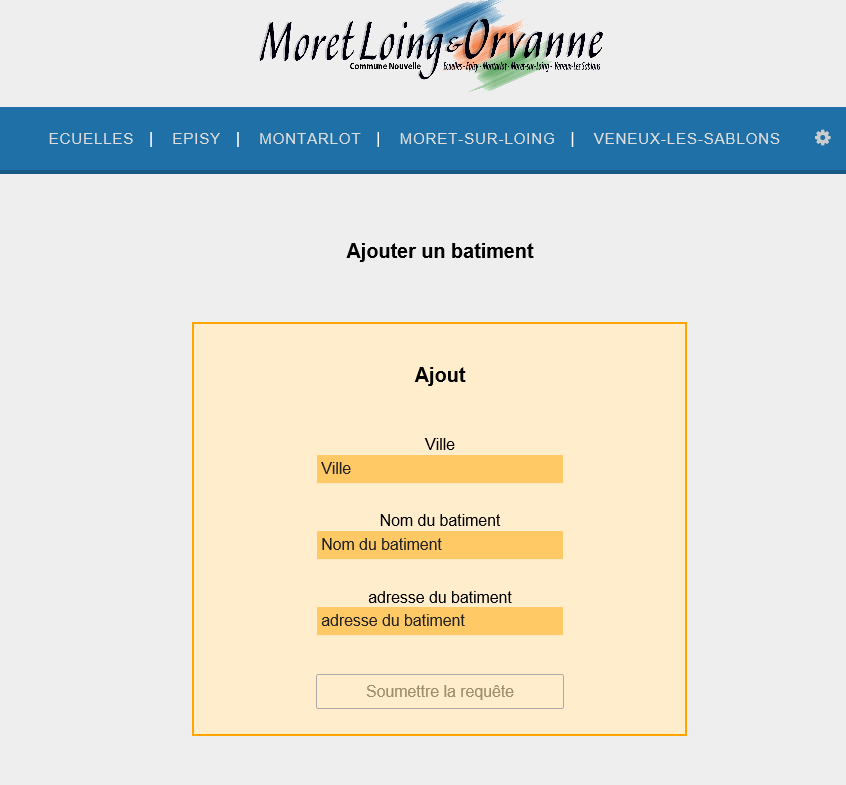 Moret Loing & Orvanne
Commune Nouvelle Ecuelles - Episy - Montarlot - Moret-sur-Loing - Veneux-Les Sablons
ECUELLES | EPISY | MONTARLOT | MORET-SUR-LOING | VENEUX-LES-SABLONS
Ajouter un batiment
Ajout
Ville
Ville
Nom du batiment
Nom du batiment
adresse du batiment
adresse du batiment
Soumettre la requête